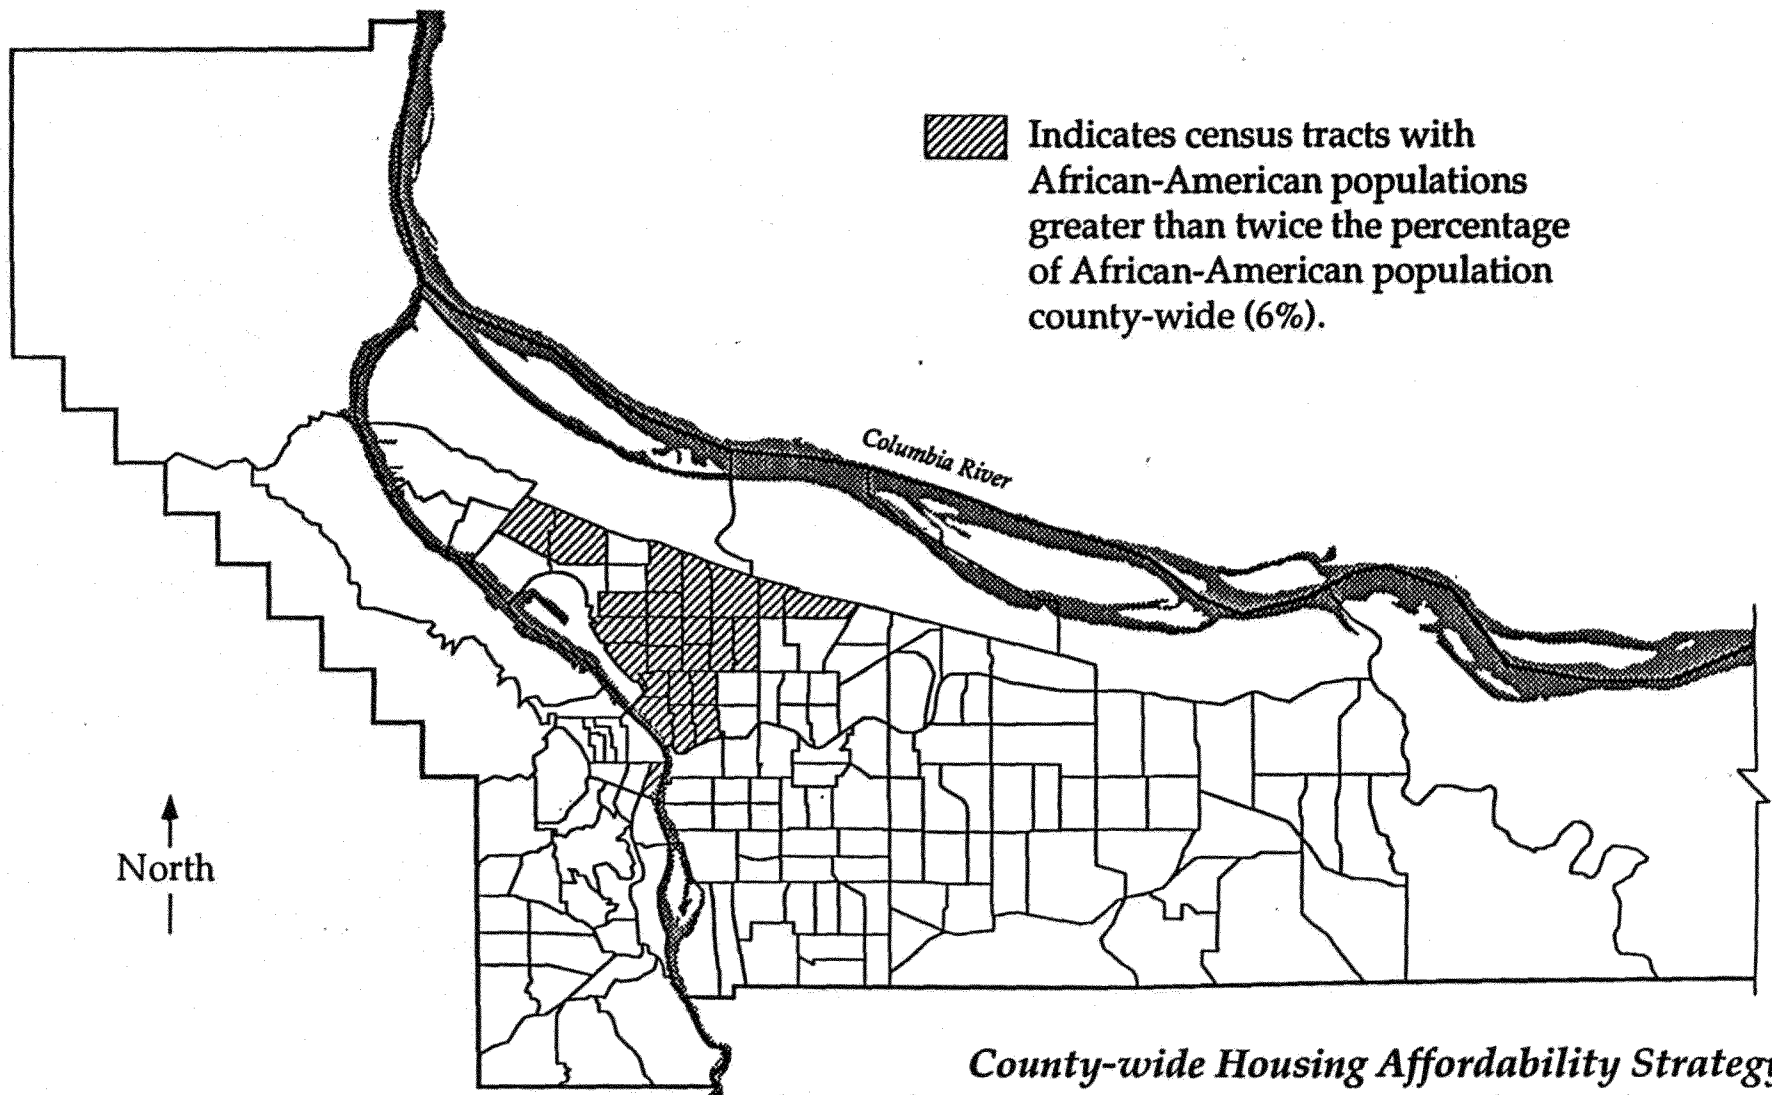 Indicates census tracts with
African-American populations
greater than twice the percentage
of African-American population
county-wide (6%).
Columbia River
North
County-wide Housing Affordability Strategy